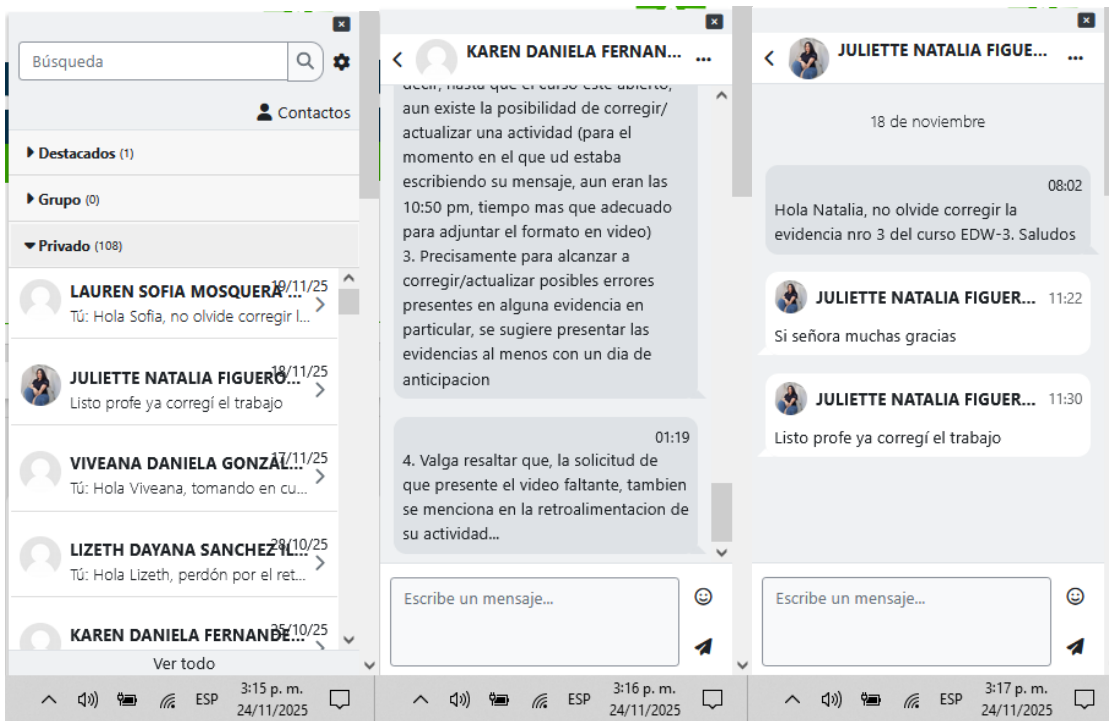 Búsqueda
Contactos
Destacados (1)
Grupo (0)
Privado (108)
LAUREN SOFIA MOSQUERA ... 19/11/25
Tú: Hola Sofia, no olvide corregir l...
JULIETTE NATALIA FIGUERO... 18/11/25
Listo profe ya corregí el trabajo
VIVEANA DANIELA GONZÁL... 17/11/25
Tú: Hola Viveana, tomando en cu...
LIZETH DAYANA SANCHEZ IL... 28/10/25
Tú: Hola Lizeth, perdón por el ret...
KAREN DANIELA FERNANDE... 25/10/25
Ver todo
ESP
3:15 p. m.
24/11/2025
KAREN DANIELA FERNAN...
decir, hasta que el curso este abierto,
aun existe la posibilidad de corregir/
actualizar una actividad (para el
momento en el que ud estaba
escribiendo su mensaje, aun eran las
10:50 pm, tiempo mas que adecuado
para adjuntar el formato en video)
3. Precisamente para alcanzar a
corregir/actualizar posibles errores
presentes en alguna evidencia en
particular, se sugiere presentar las
evidencias al menos con un dia de
anticipacion
01:19
4. Valga resaltar que, la solicitud de
que presente el video faltante, tambien
se menciona en la retroalimentacion de
su actividad...
Escribe un mensaje...
ESP
3:16 p. m.
24/11/2025
JULIETTE NATALIA FIGUE...
18 de noviembre
08:02
Hola Natalia, no olvide corregir la
evidencia nro 3 del curso EDW-3. Saludos
JULIETTE NATALIA FIGUER... 11:22
Si señora muchas gracias
JULIETTE NATALIA FIGUER... 11:30
Listo profe ya corregí el trabajo
Escribe un mensaje...
ESP
3:17 p. m.
24/11/2025